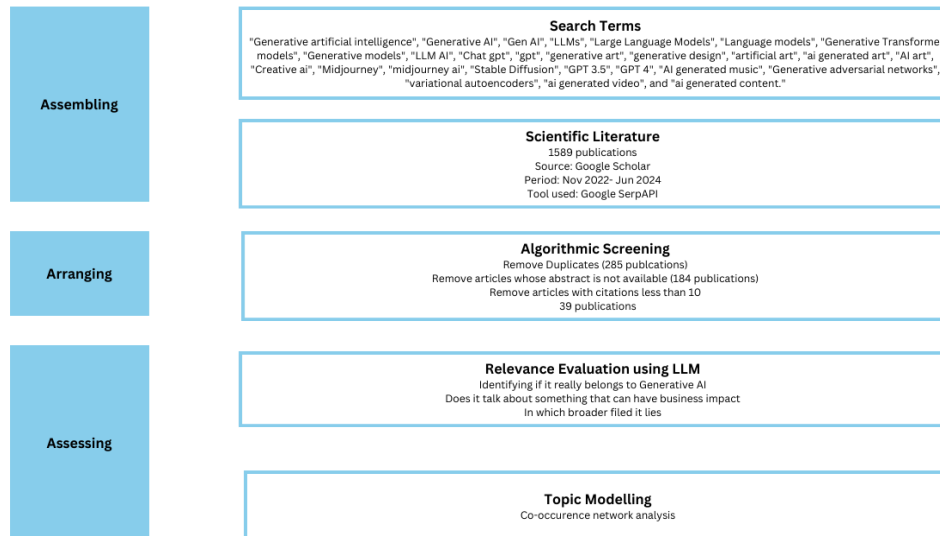 Assembling
Search Terms
"Generative artificial intelligence", "Generative AI", "Gen AI", "LLMs", "Large Language Models", "Language models", "Generative Transforme
models", "Generative models", "LLM AI", "Chat gpt", "gpt", "generative art", "generative design", "artificial art", "ai generated art", "AI art",
"Creative ai", "Midjourney", "midjourney ai", "Stable Diffusion", "GPT 3.5", "GPT 4", "AI generated music", "Generative adversarial networks",
"variational autoencoders", "ai generated video", and "ai generated content."
Scientific Literature
1589 publications
Source: Google Scholar
Period: Nov 2022- Jun 2024
Tool used: Google SerpAPI
Arranging
Algorithmic Screening
Remove Duplicates (285 publcations)
Remove articles whose abstract is not available (184 publications)
Remove articles with citations less than 10
39 publications
Assessing
Relevance Evaluation using LLM
Identifying if it really belongs to Generative AI
Does it talk about something that can have business impact
In which broader filed it lies
Topic Modelling
Co-occurence network analysis